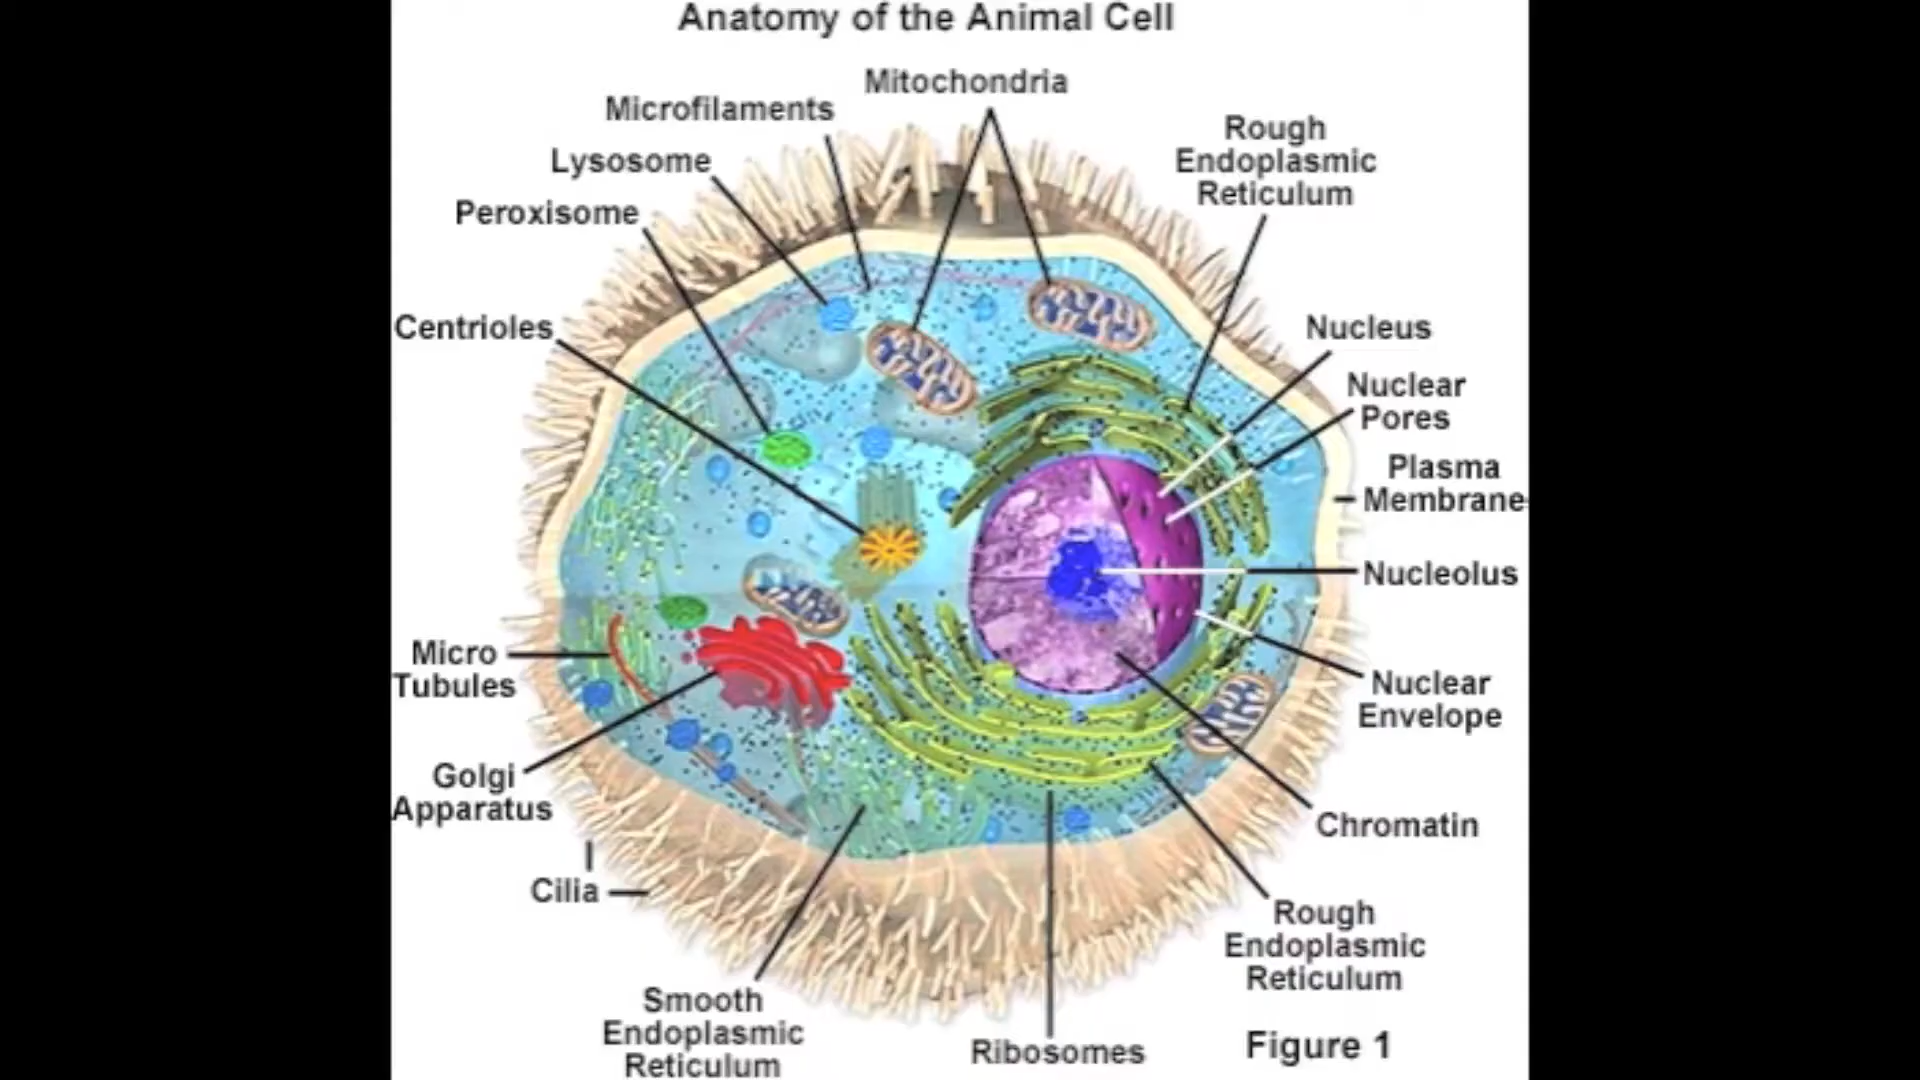 Anatomy of the Animal Cell
Mitochondria
Microfilaments
Rough
Endoplasmic
Reticulum
Lysosome
Peroxisome
Centrioles
Nucleus
Nuclear
Pores
Plasma
Membrane
Nucleolus
Micro
Tubules
Nuclear
Envelope
Golgi
Apparatus
Chromatin
Cilia
Rough
Endoplasmic
Reticulum
Smooth
Endoplasmic
Reticulum
Ribosomes
Figure 1